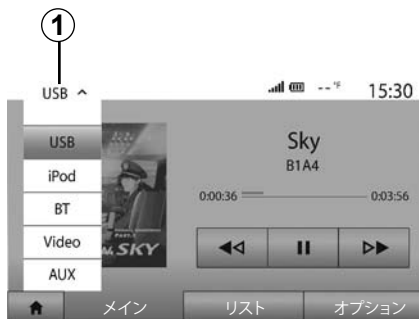 1
USB
--°F
15:30
USB
iPod
BT
Video
AUX
SKY
Sky
B1A4
0:00:36
0:03:56
メイン
リスト
オプション